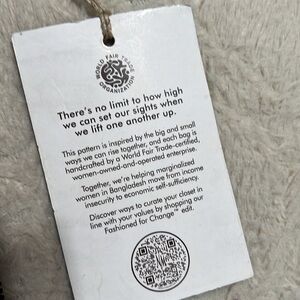 WORLD FAIR TRADE
ORGANIZATION
There's no limit to how high
we can set our sights when
we lift one another up.
This pattern is inspired by the big and small
ways we can rise together, and each bag is
handcrafted by a World Fair Trade-certified,
women-owned-and-operated enterprise.
Together, we're helping marginalized
women in Bangladesh move from income
insecurity to economic self-sufficiency.
Discover ways to curate your closet in
line with your values by shopping our
Fashioned for Change™ edit.